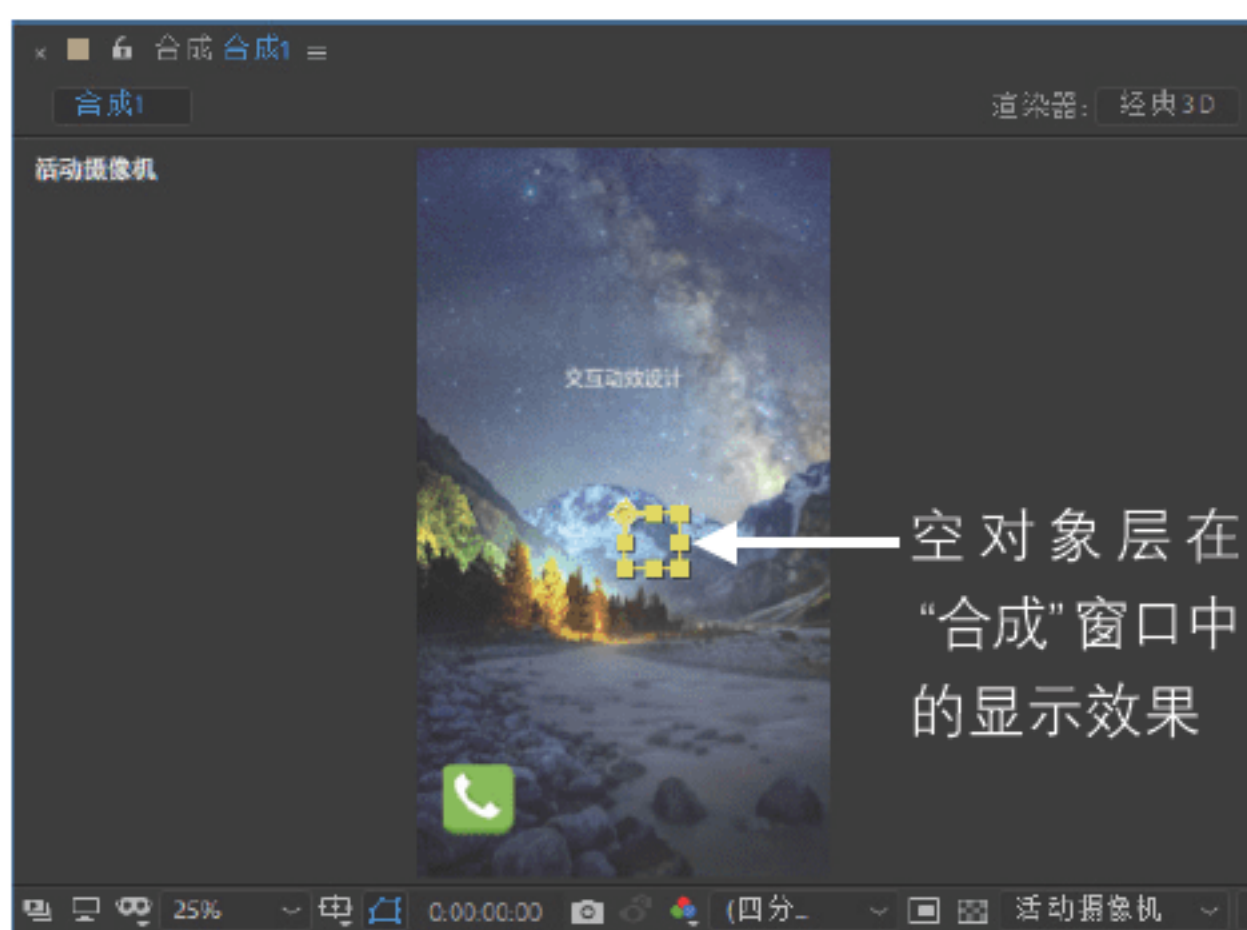 合成 合成1
合成1
渲染器: 经典3D
活动摄像机
交互动效设计
空对象层在
“合成”窗口中
的显示效果
25% 0:00:00:00 (四分_ 活动摄像机